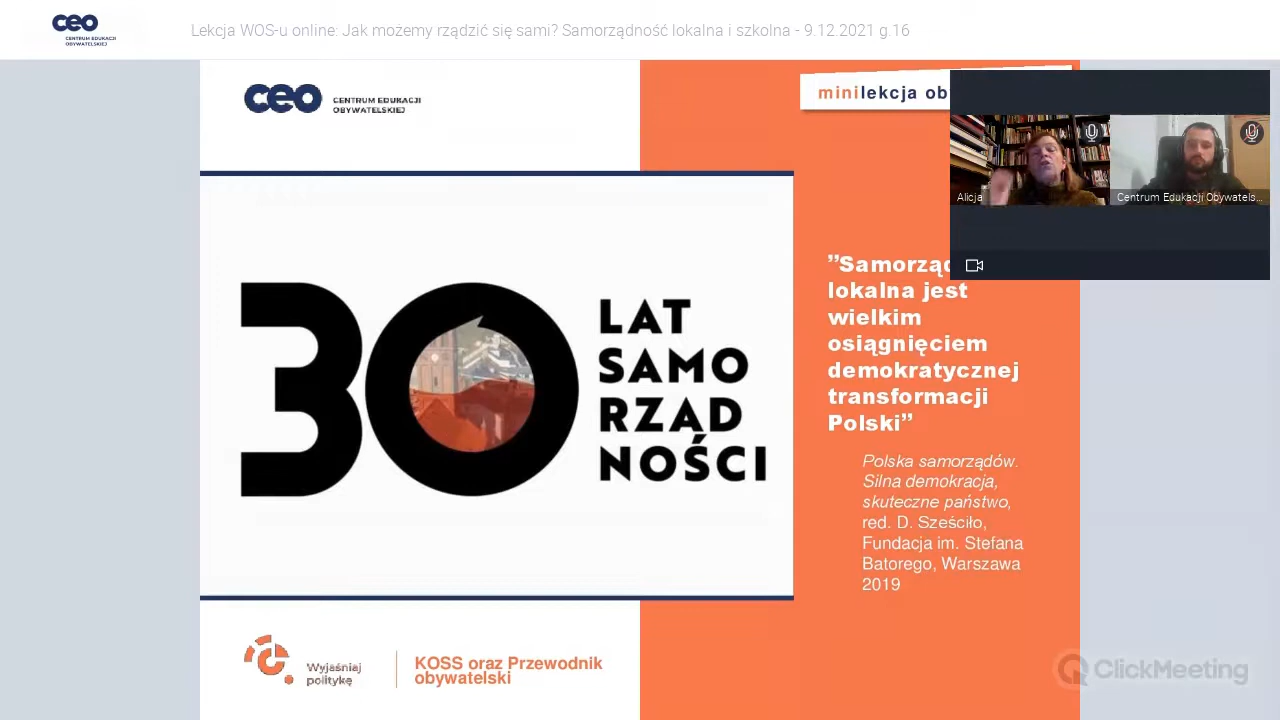 ceo
CENTRUM EDUKACJI
OBYWATELSKIEJ
Lekcja WOS-u online: Jak możemy rządzić się sami? Samorządność lokalna i szkolna - 9.12.2021 g.16
ceo
CENTRUM EDUKACJI
OBYWATELSKIEJ
minilekcja ob
Alicja
Centrum Edukacji Obywatels...
30
LAT
SAMO
RZĄD
NOŚCI
”Samorząd
lokalna jest
wielkim
osiągnięciem
demokratycznej
transformacji
Polski”
Polska samorządów.
Silna demokracja,
skuteczne państwo,
red. D. Sześciło,
Fundacja im. Stefana
Batorego, Warszawa
2019
Wyjaśniaj
politykę
KOSS oraz Przewodnik
obywatelski
ClickMeeting